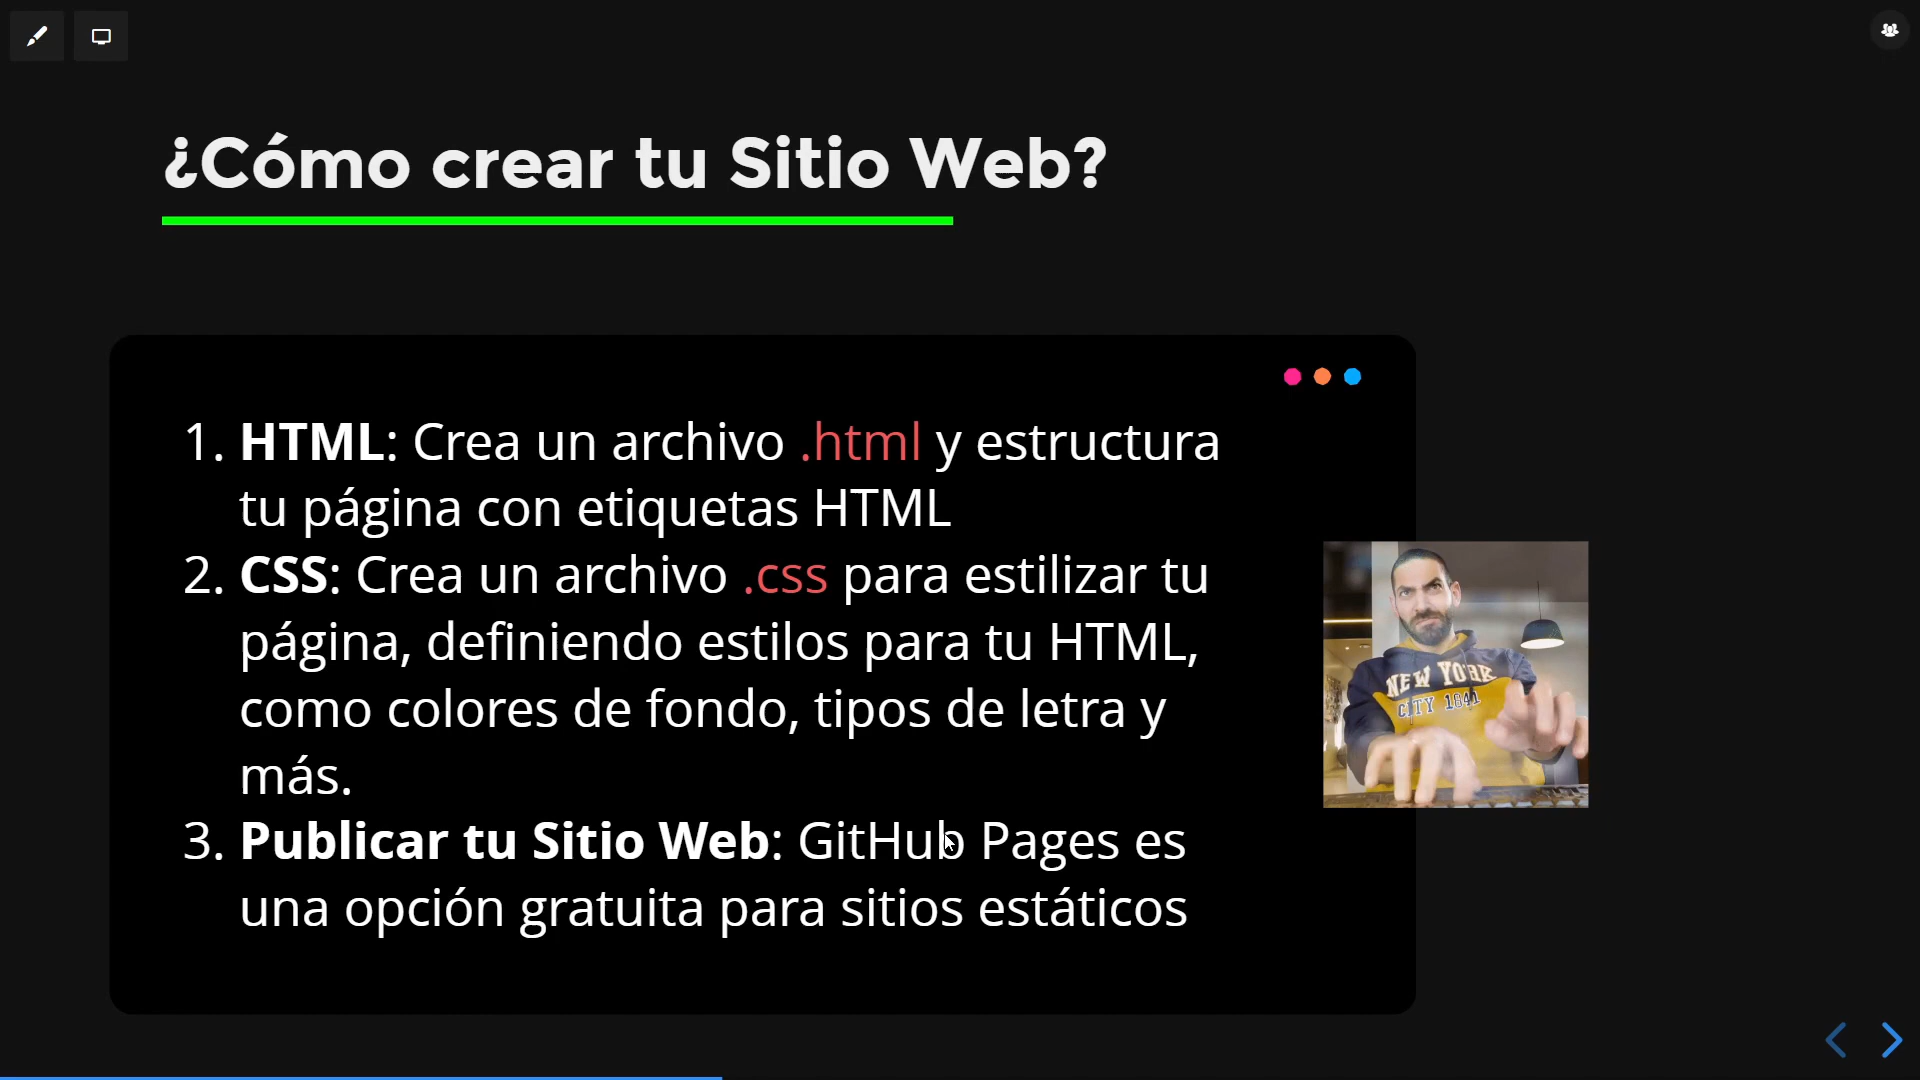 ¿Cómo crear tu Sitio Web?
1. HTML: Crea un archivo .html y estructura
tu página con etiquetas HTML
2. CSS: Crea un archivo .css para estilizar tu
página, definiendo estilos para tu HTML,
como colores de fondo, tipos de letra y
más.
NEW YORK
CITY 1841
3. Publicar tu Sitio Web: GitHub Pages es
una opción gratuita para sitios estáticos